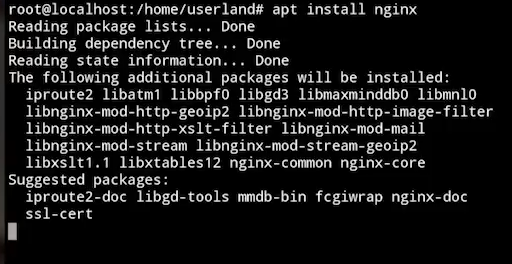 root@localhost:/home/userland# apt install nginx
Reading package lists... Done
Building dependency tree... Done
Reading state information... Done
The following additional packages will be installed:
  iproute2 libatm1 libbpf0 libgd3 libmaxminddb0 libmnl0
  libnginx-mod-http-geoip2 libnginx-mod-http-image-filter
  libnginx-mod-http-xslt-filter libnginx-mod-mail
  libnginx-mod-stream libnginx-mod-stream-geoip2
  libxslt1.1 libxtables12 nginx-common nginx-core
Suggested packages:
  iproute2-doc libgd-tools mmdb-bin fcgiwrap nginx-doc
  ssl-cert